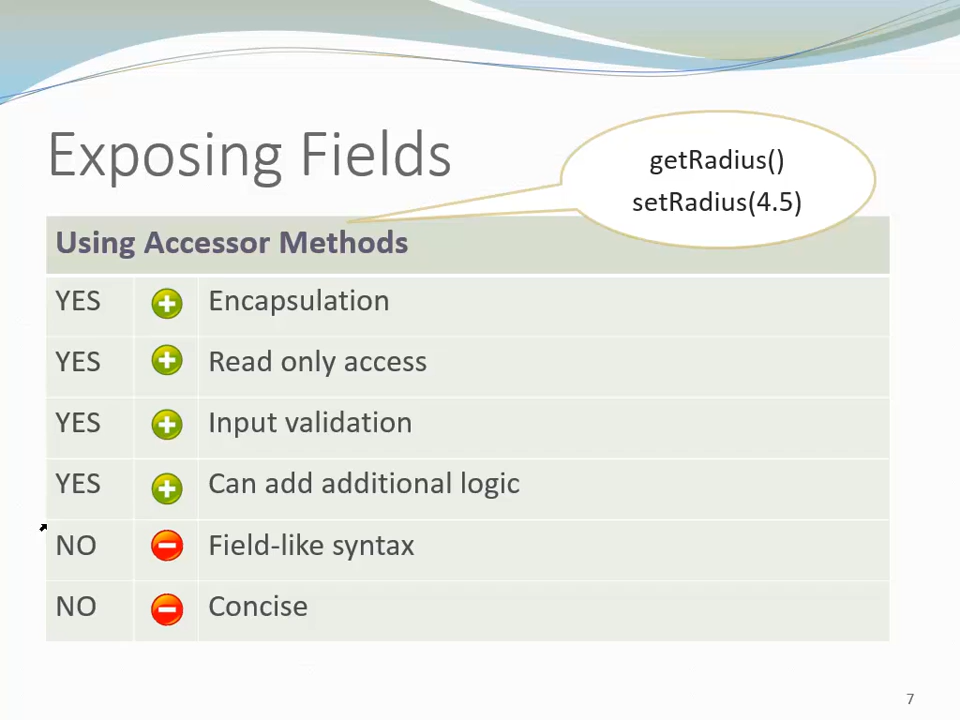 Exposing Fields
getRadius()
setRadius(4.5)
Using Accessor Methods
YES Encapsulation
YES Read only access
YES Input validation
YES Can add additional logic
NO Field-like syntax
NO Concise
7